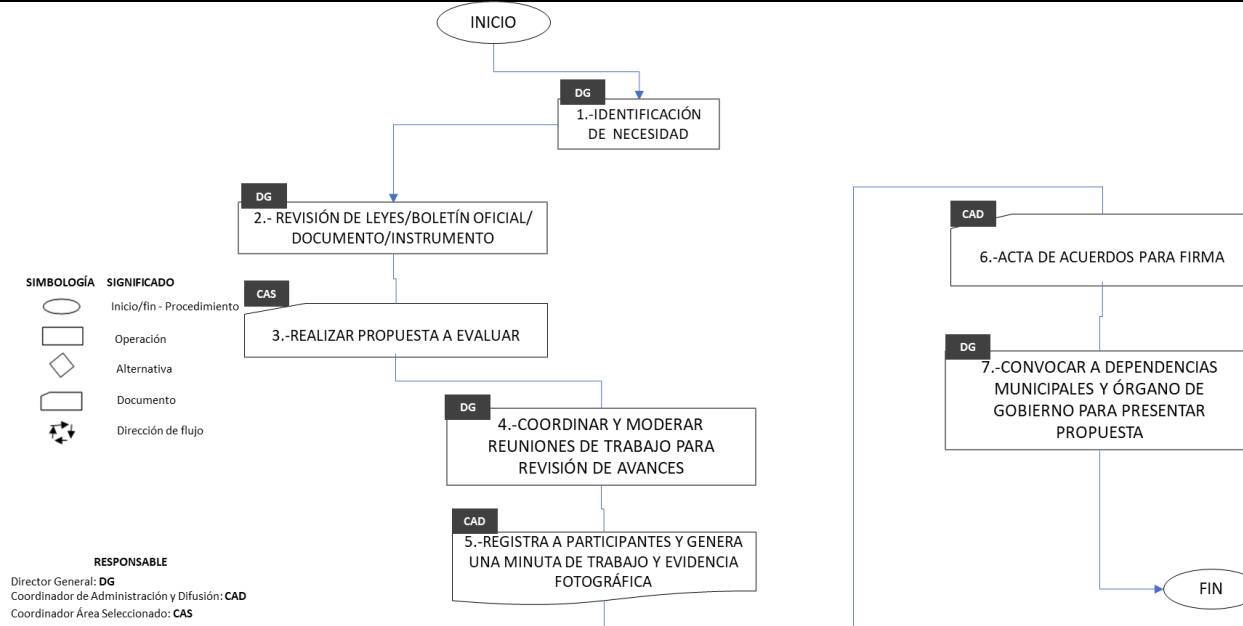 INICIO
DG
1.-IDENTIFICACIÓN
DE NECESIDAD
DG
2.- REVISIÓN DE LEYES/BOLETÍN OFICIAL/
DOCUMENTO/INSTRUMENTO
CAS
3.-REALIZAR PROPUESTA A EVALUAR
DG
4.-COORDINAR Y MODERAR
REUNIONES DE TRABAJO PARA
REVISIÓN DE AVANCES
CAD
5.-REGISTRA A PARTICIPANTES Y GENERA
UNA MINUTA DE TRABAJO Y EVIDENCIA
FOTOGRÁFICA
CAD
6.-ACTA DE ACUERDOS PARA FIRMA
DG
7.-CONVOCAR A DEPENDENCIAS
MUNICIPALES Y ÓRGANO DE
GOBIERNO PARA PRESENTAR
PROPUESTA
FIN
SIMBOLOGÍA SIGNIFICADO
Inicio/fin - Procedimiento
Operación
Alternativa
Documento
Dirección de flujo
RESPONSABLE
Director General: DG
Coordinador de Administración y Difusión: CAD
Coordinador Área Seleccionado: CAS